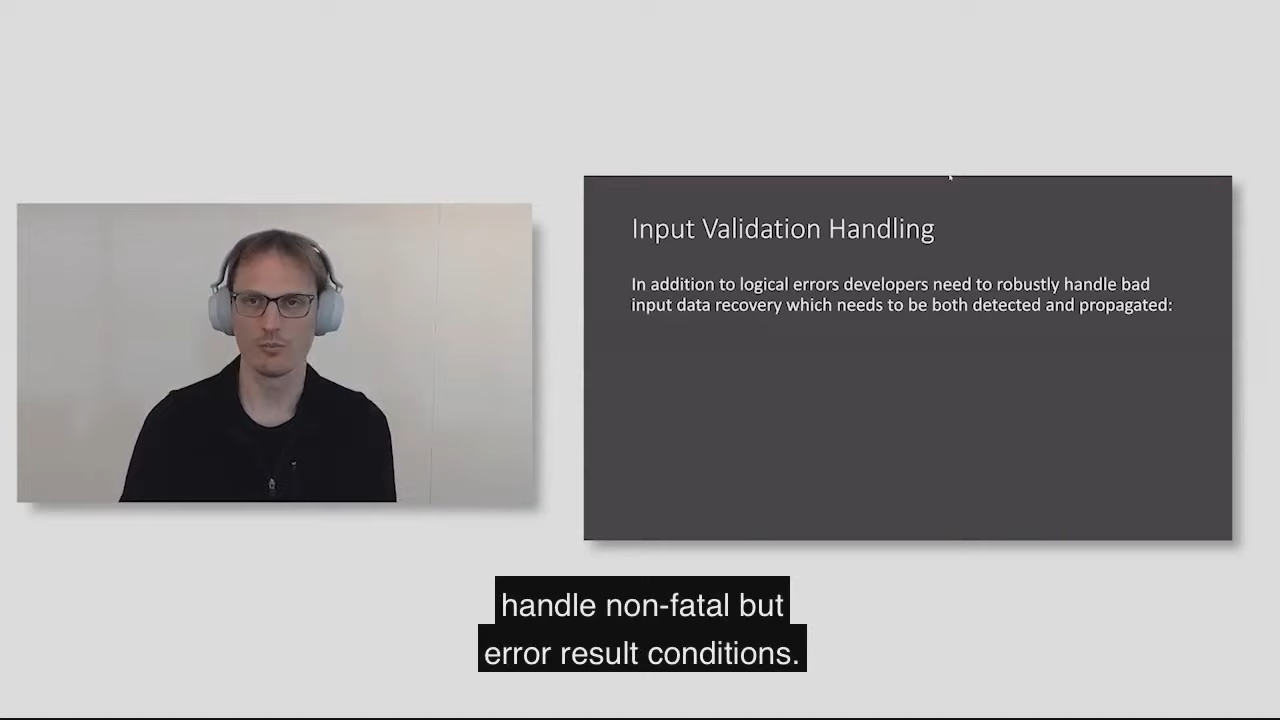 Input Validation Handling
In addition to logical errors developers need to robustly handle bad
input data recovery which needs to be both detected and propagated:
handle non-fatal but
error result conditions.